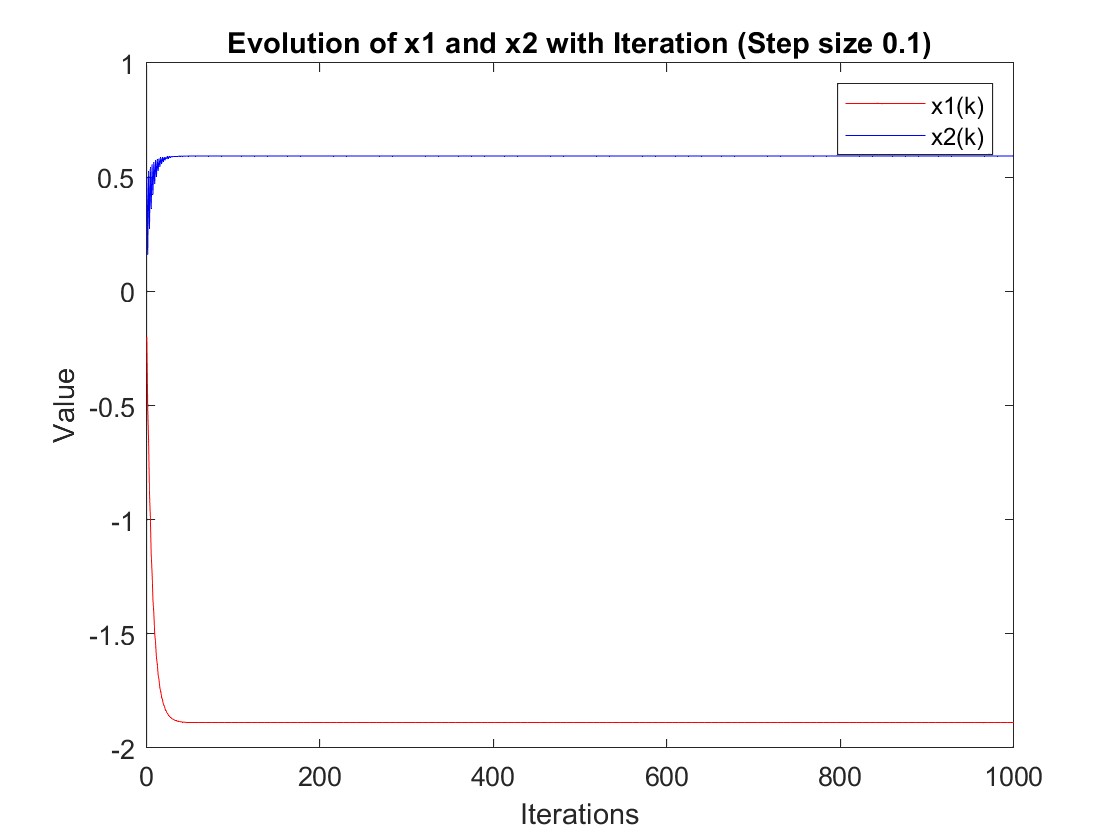 Evolution of x1 and x2 with Iteration (Step size 0.1)
1
x1(k)
x2(k)
0.5
0
-0.5
Value
-1
-1.5
-2
0 200 400 600 800 1000
Iterations